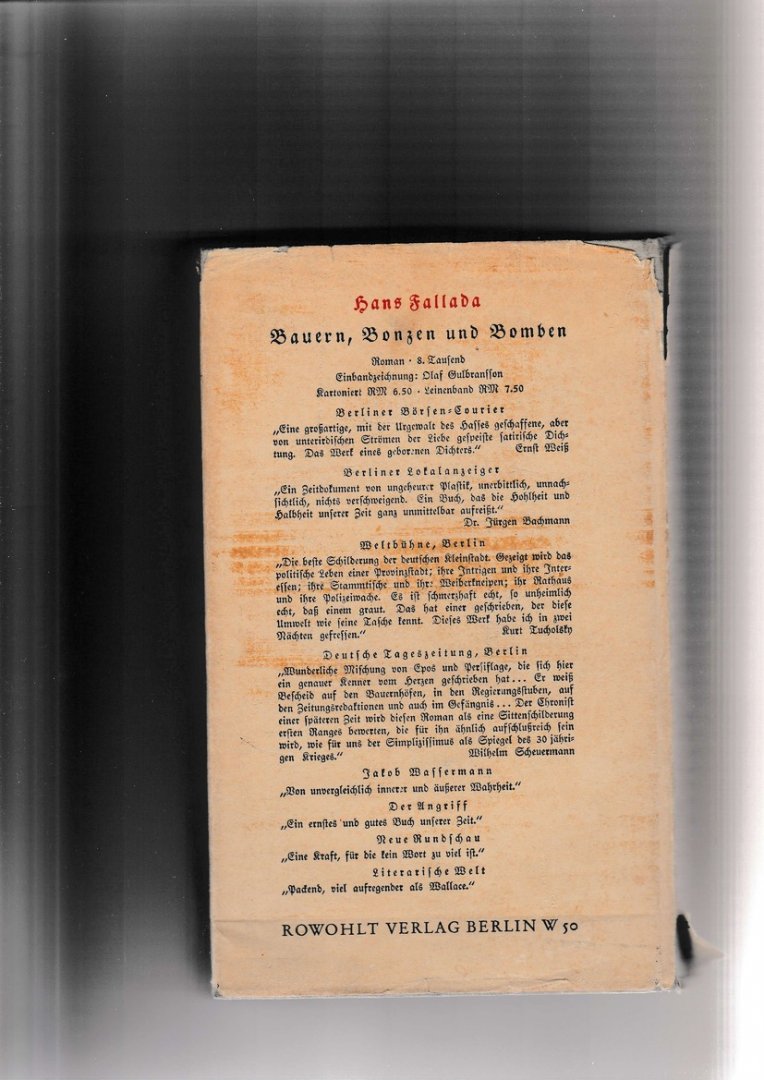 Hans Fallada
Bauern, Bonzen und Bomben
Roman · 8. Tausend
Einbandzeichnung: Olaf Gulbransson
Kartoniert RM 6.50 · Leinenband RM 7.50
Berliner Börsen-Courier
„Eine großartige, mit der Urgewalt des Hasses geschaffene, aber
von unterirdischen Strömen der Liebe gespeiste satirische Dich-
tung. Das Werk eines geborenen Dichters.“ Ernst Weiß
Berliner Lokalanzeiger
„Ein Zeitdokument von ungeheurer Plastik, unerbittlich, unnach-
sichtlich, nichts verschweigend. Ein Buch, das die Hohlheit und
Halbheit unserer Zeit ganz unmittelbar aufreißt.“
Dr. Jürgen Bachmann
Weltbühne, Berlin
„Die beste Schilderung der deutschen Kleinstadt. Gezeigt wird das
politische Leben einer Provinzstadt; ihre Intrigen und ihre Inter-
essen; ihre Stammtische und ihre Weiberkneipen; ihr Rathaus
und ihre Polizeiwache. Es ist schmerzhaft echt, so unheimlich
echt, daß einem graut. Das hat einer geschrieben, der diese
Umwelt wie seine Tasche kennt. Dieses Werk habe ich in zwei
Nächten gefressen.“ Kurt Tucholsky
Deutsche Tageszeitung, Berlin
„Wunderliche Mischung von Epos und Persiflage, die sich hier
ein genauer Kenner vom Herzen geschrieben hat... Er weiß
Bescheid auf den Bauernhöfen, in den Regierungsstuben, auf
den Zeitungsredaktionen und auch im Gefängnis... Der Chronist
einer späteren Zeit wird diesen Roman als eine Sittenschilderung
ersten Ranges bewerten, die für ihn ähnlich aufschlußreich sein
wird, wie für uns der Simplizissimus als Spiegel des 30 jähri-
gen Krieges.“ Wilhelm Scheuermann
Jakob Wassermann
„Von unvergleichlich innerer und äußerer Wahrheit.“
Der Angriff
„Ein ernstes und gutes Buch unserer Zeit.“
Neue Rundschau
„Eine Kraft, für die kein Wort zu viel ist.“
Literarische Welt
„Packend, viel aufregender als Wallace.“
ROWOHLT VERLAG BERLIN W 50